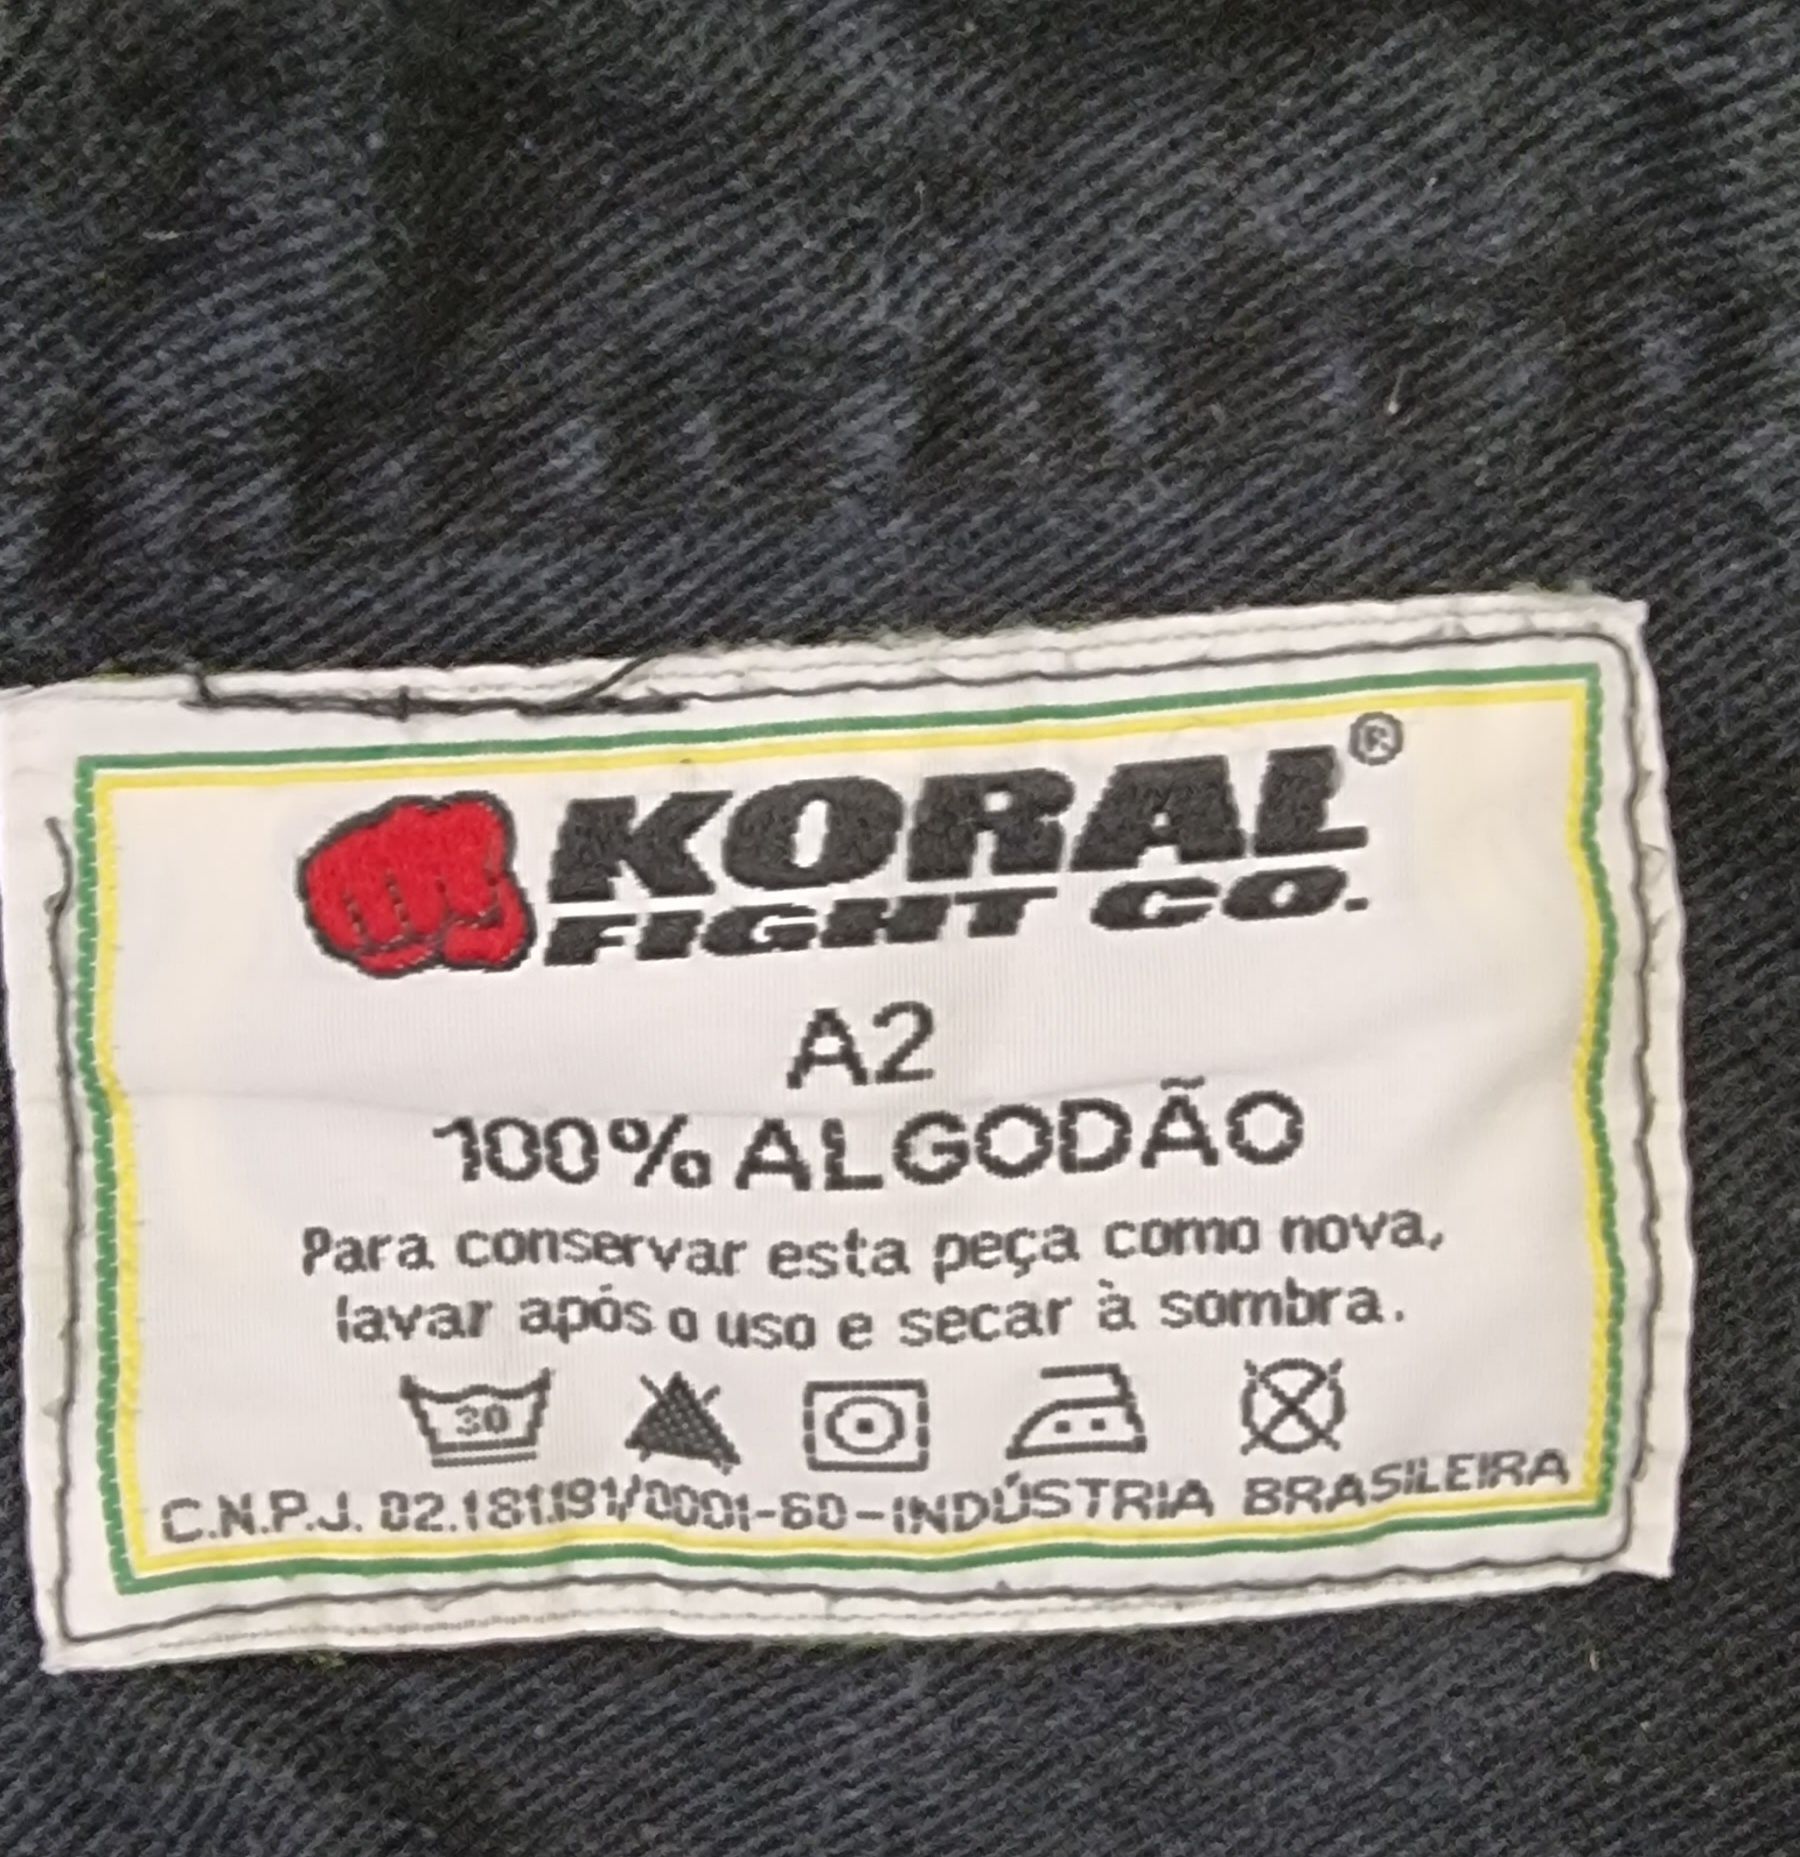 KORAL®
FIGHT CO.
A2
100% ALGODÃO
Para conservar esta peça como nova,
lavar após o uso e secar à sombra.
30
C.N.P.J. 02.181.191/0001-60-INDÚSTRIA BRASILEIRA